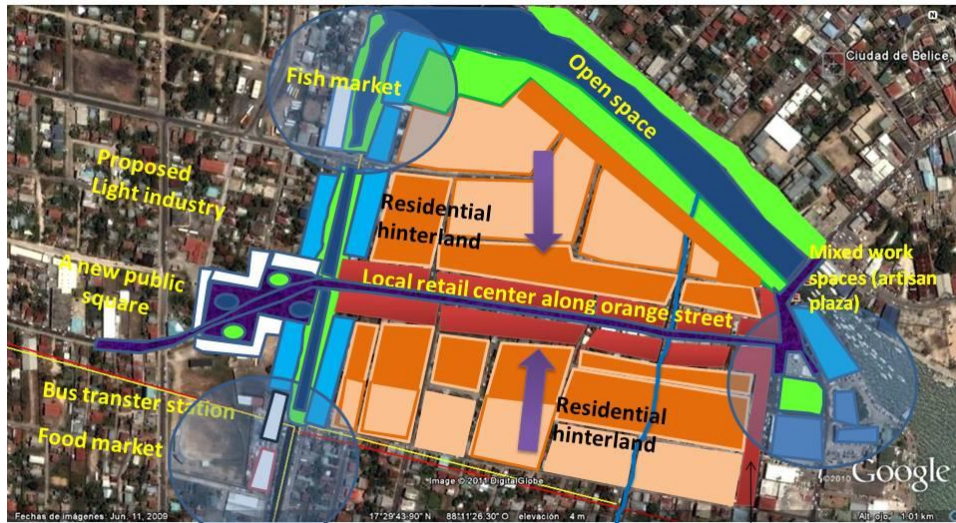 N
Ciudad de Belice,
Open space
Fish market
Proposed
Light industry
Residential
hinterland
A new public
square
Local retail center along orange street
Mixed work
spaces (artisan
plaza)
Bus transter station
Food market
Residential
hinterland
Image © 2011 DigitalGlobe
©2010 Google
Fechas de imágenes: Jun. 11, 2009
17°29'43.90" N 88°11'26.30" O elevación 4 m
Alt. ojo 1.01 km